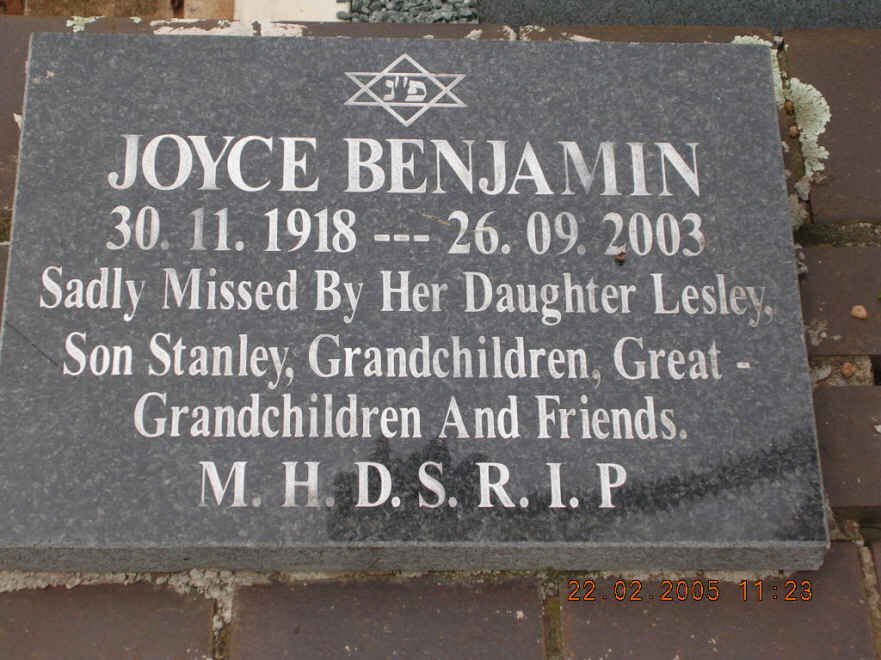 פ״נ
JOYCE BENJAMIN
30. 11. 1918 --- 26. 09. 2003
Sadly Missed By Her Daughter Lesley,
Son Stanley, Grandchildren, Great -
Grandchildren And Friends.
M. H. D. S. R. I. P
22.02.2005 11:23